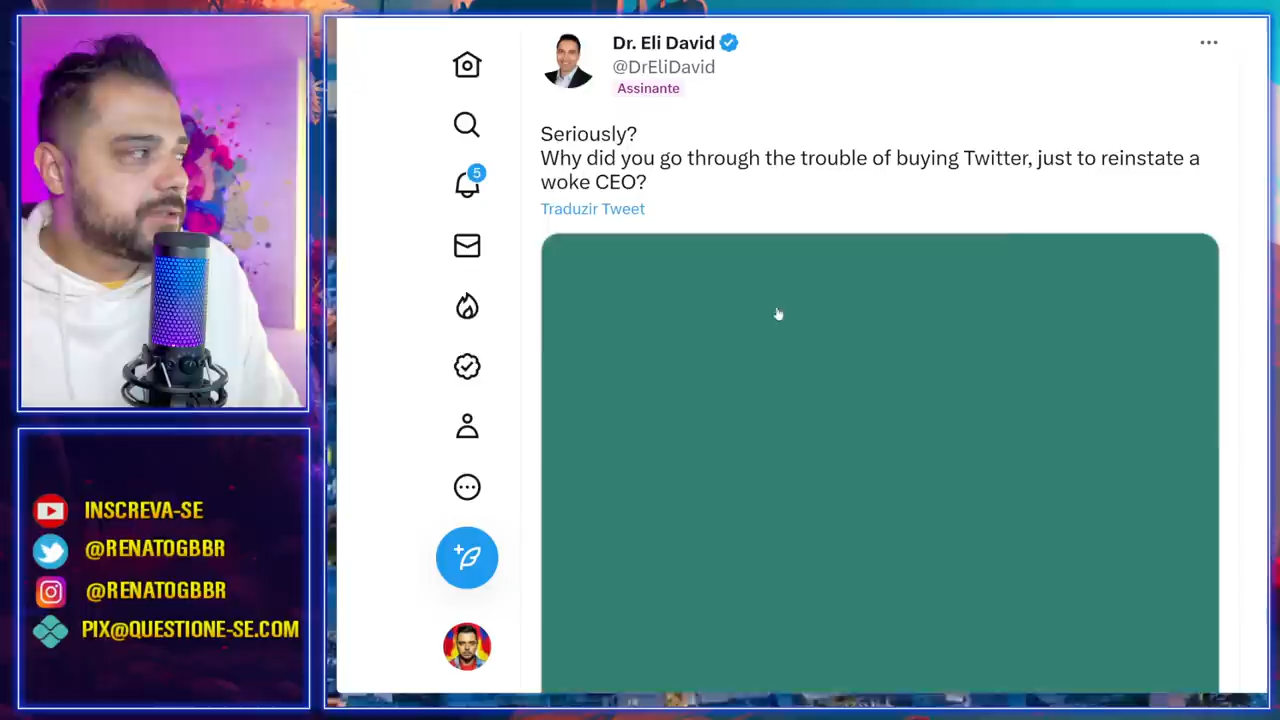 Dr. Eli David
@DrEliDavid
Assinante
Seriously?
Why did you go through the trouble of buying Twitter, just to reinstate a
woke CEO?
Traduzir Tweet
5
INSCREVA-SE
@RENATOGBBR
@RENATOGBBR
PIX@QUESTIONE-SE.COM